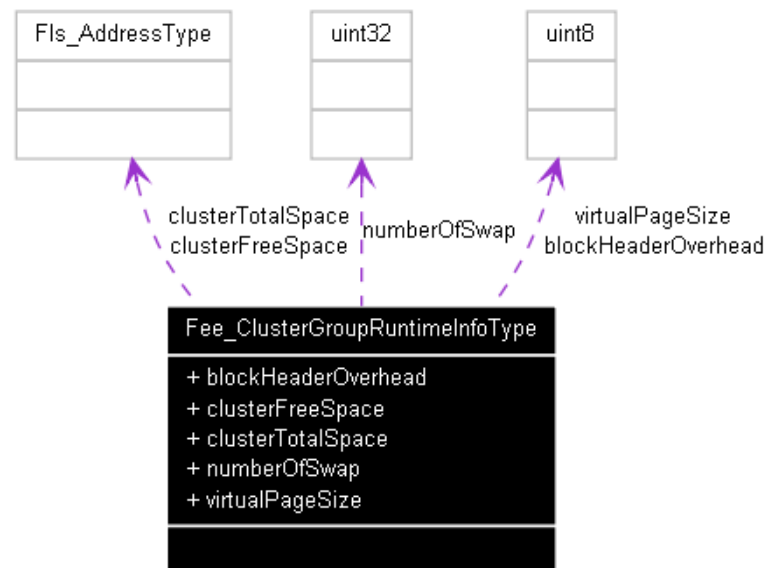 Fls_AddressType
uint32
uint8
clusterTotalSpace
clusterFreeSpace
numberOfSwap
virtualPageSize
blockHeaderOverhead
Fee_ClusterGroupRuntimeInfoType
+ blockHeaderOverhead
+ clusterFreeSpace
+ clusterTotalSpace
+ numberOfSwap
+ virtualPageSize